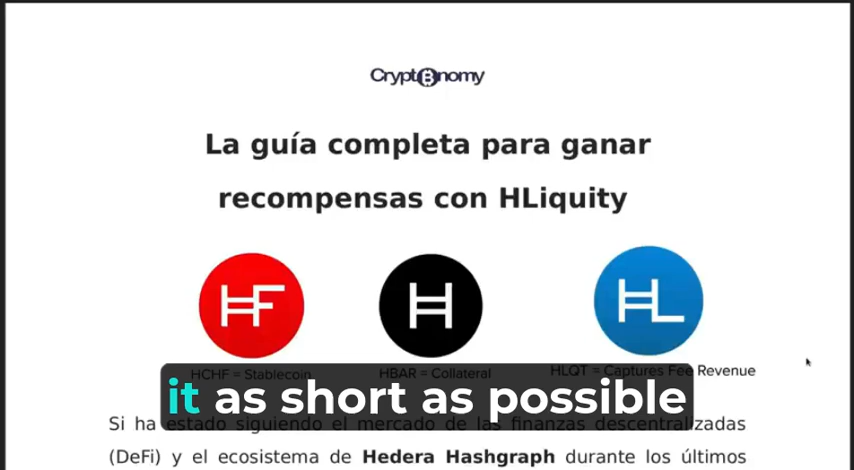 Cryptonomy
La guía completa para ganar
recompensas con HLiquity
HCHF = Stablecoin
HBAR = Collateral
HLQT = Captures Fee Revenue
it as short as possible
Si ha estado siguiendo el mercado de las finanzas descentralizadas
(DeFi) y el ecosistema de Hedera Hashgraph durante los últimos